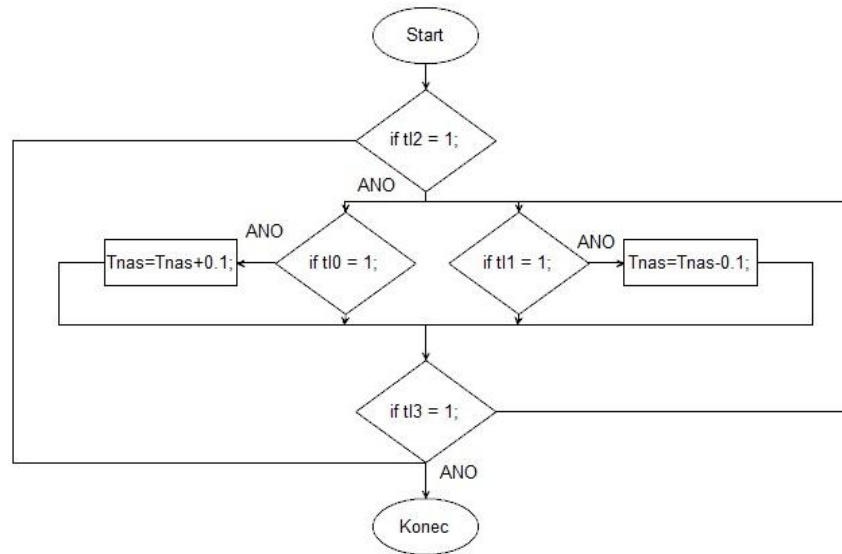 Start
if tl2 = 1;
ANO
ANO
Tnas=Tnas+0.1;
if tl0 = 1;
if tl1 = 1;
ANO
Tnas=Tnas-0.1;
if tl3 = 1;
ANO
Konec